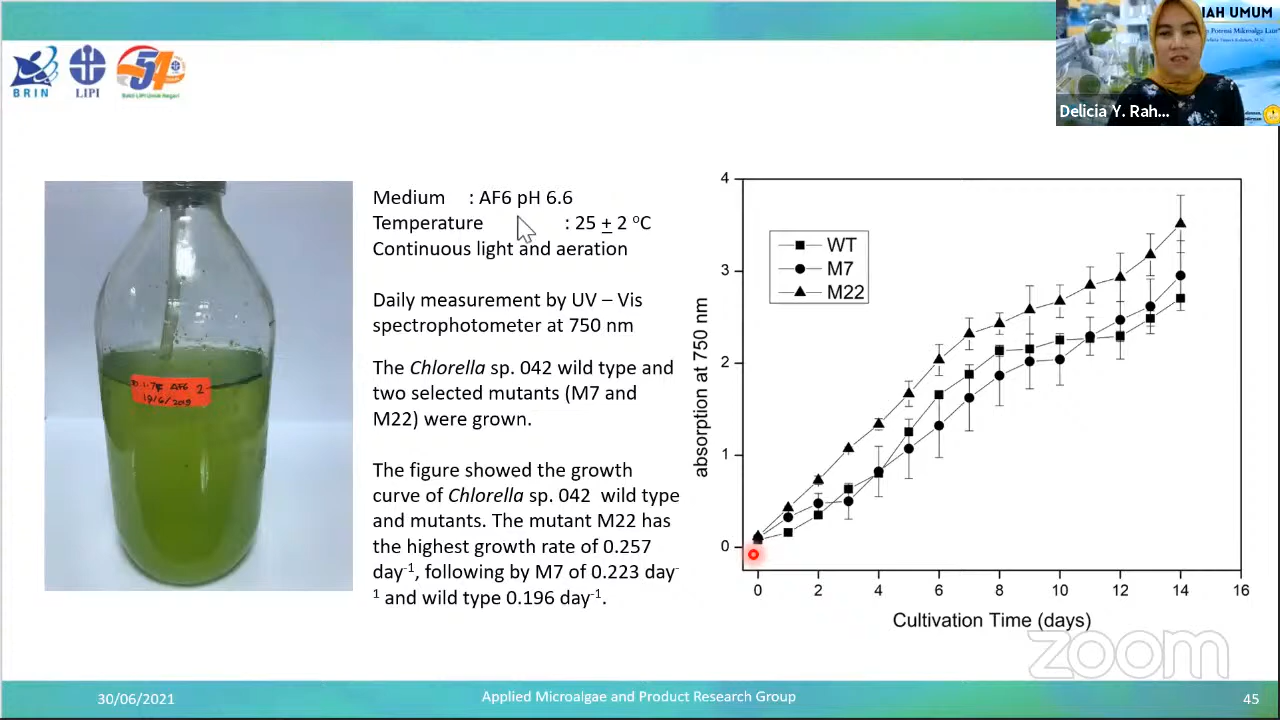 IAH UMUM
Delicia Y. Rah...
BRIN
LIPI
Medium : AF6 pH 6.6
Temperature : 25 ± 2 °C
Continuous light and aeration
Daily measurement by UV – Vis
spectrophotometer at 750 nm
The Chlorella sp. 042 wild type and
two selected mutants (M7 and
M22) were grown.
The figure showed the growth
curve of Chlorella sp. 042 wild type
and mutants. The mutant M22 has
the highest growth rate of 0.257
day-1, following by M7 of 0.223 day-
1 and wild type 0.196 day-1.
AF6 2
19/6/2019
4
3
2
1
0
absorption at 750 nm
WT
M7
M22
0 2 4 6 8 10 12 14 16
Cultivation Time (days)
zoom
30/06/2021
Applied Microalgae and Product Research Group
45